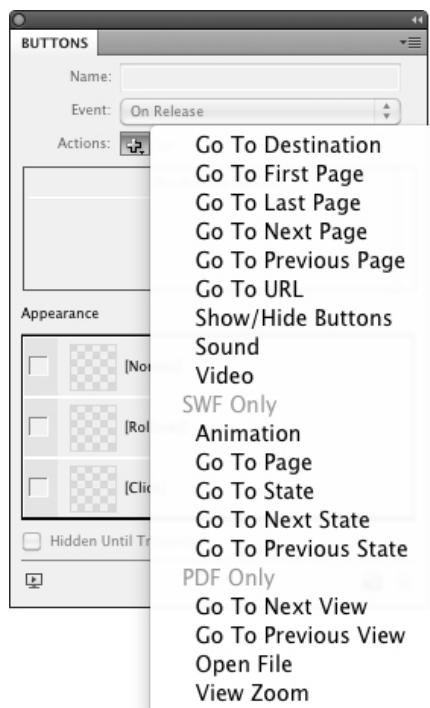 BUTTONS
Name:
Event: On Release
Actions:
Go To Destination
Go To First Page
Go To Last Page
Go To Next Page
Go To Previous Page
Go To URL
Show/Hide Buttons
Sound
Video
SWF Only
Animation
Go To Page
Go To State
Go To Next State
Go To Previous State
PDF Only
Go To Next View
Go To Previous View
Open File
View Zoom
Appearance
Hidden Until